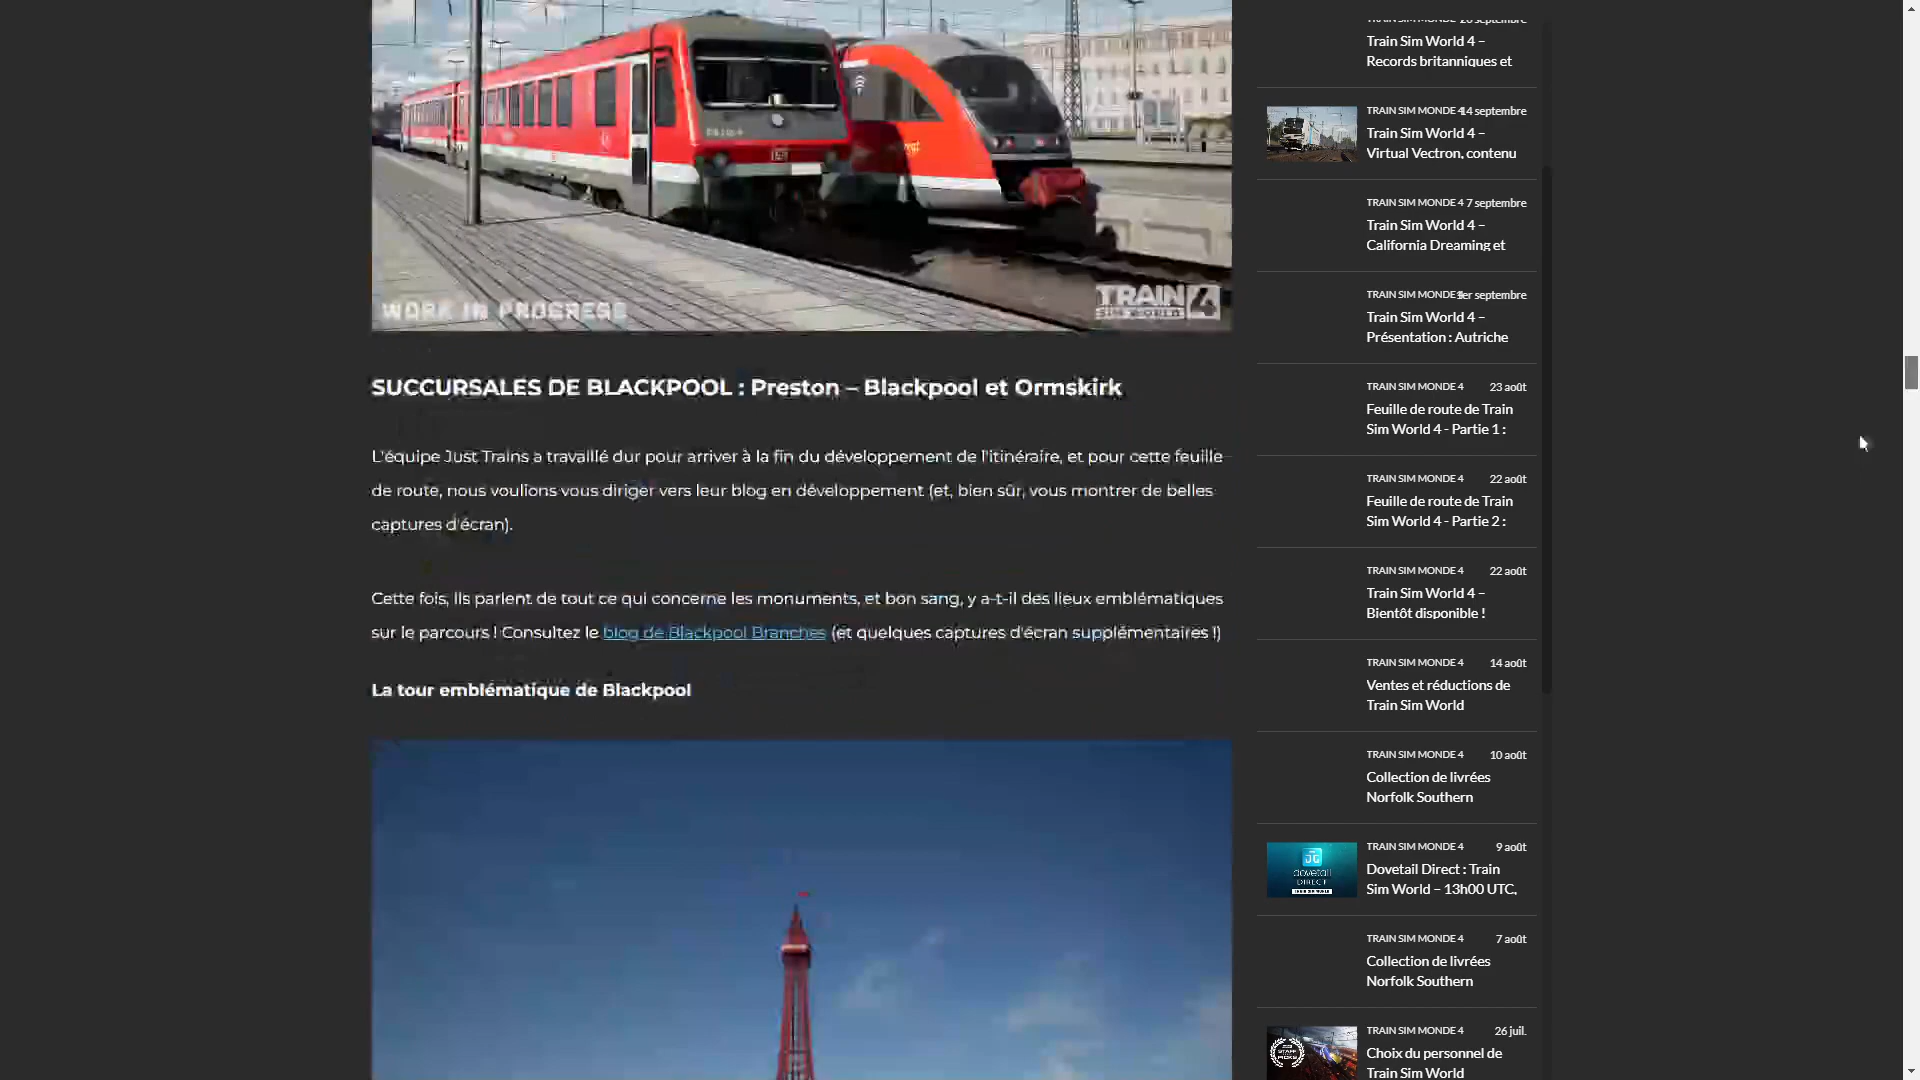 WORK IN PROGRESS
TRAIN
SIM WORLD 4
SUCCURSALES DE BLACKPOOL : Preston – Blackpool et Ormskirk
L'équipe Just Trains a travaillé dur pour arriver à la fin du développement de l'itinéraire, et pour cette feuille
de route, nous voulions vous diriger vers leur blog en développement (et, bien sûr, vous montrer de belles
captures d'écran).
Cette fois, ils parlent de tout ce qui concerne les monuments, et bon sang, y a-t-il des lieux emblématiques
sur le parcours ! Consultez le blog de Blackpool Branches (et quelques captures d'écran supplémentaires !)
La tour emblématique de Blackpool
TRAIN SIM MONDE 4 28 septembre
Train Sim World 4 –
Records britanniques et
TRAIN SIM MONDE 4 14 septembre
Train Sim World 4 –
Virtual Vectron, contenu
TRAIN SIM MONDE 4 7 septembre
Train Sim World 4 –
California Dreaming et
TRAIN SIM MONDE 4 1er septembre
Train Sim World 4 –
Présentation : Autriche
TRAIN SIM MONDE 4 23 août
Feuille de route de Train
Sim World 4 - Partie 1 :
TRAIN SIM MONDE 4 22 août
Feuille de route de Train
Sim World 4 - Partie 2 :
TRAIN SIM MONDE 4 22 août
Train Sim World 4 –
Bientôt disponible !
TRAIN SIM MONDE 4 14 août
Ventes et réductions de
Train Sim World
TRAIN SIM MONDE 4 10 août
Collection de livrées
Norfolk Southern
dovetail
DIRECT
TRAIN SIM MONDE 4 9 août
Dovetail Direct : Train
Sim World – 13h00 UTC,
TRAIN SIM MONDE 4 7 août
Collection de livrées
Norfolk Southern
STAFF
PICKS
TRAIN SIM MONDE 4 26 juil.
Choix du personnel de
Train Sim World